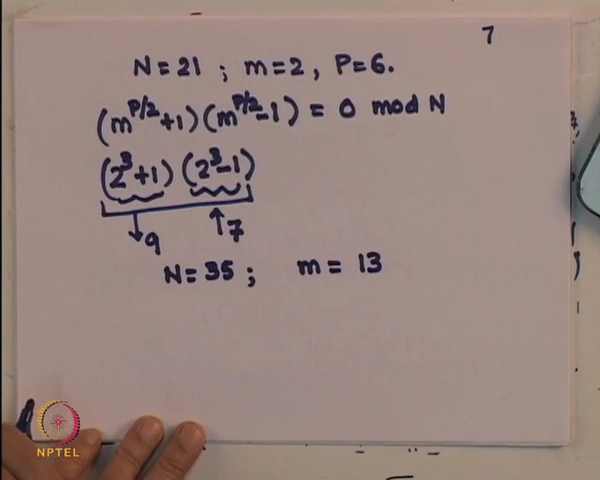 7
N = 21 ; m = 2 , P = 6.
(m^{P/2} + 1) (m^{P/2} - 1) = 0 mod N
(2^3 + 1) (2^3 - 1)
9 7
N = 35 ; m = 13
NPTEL